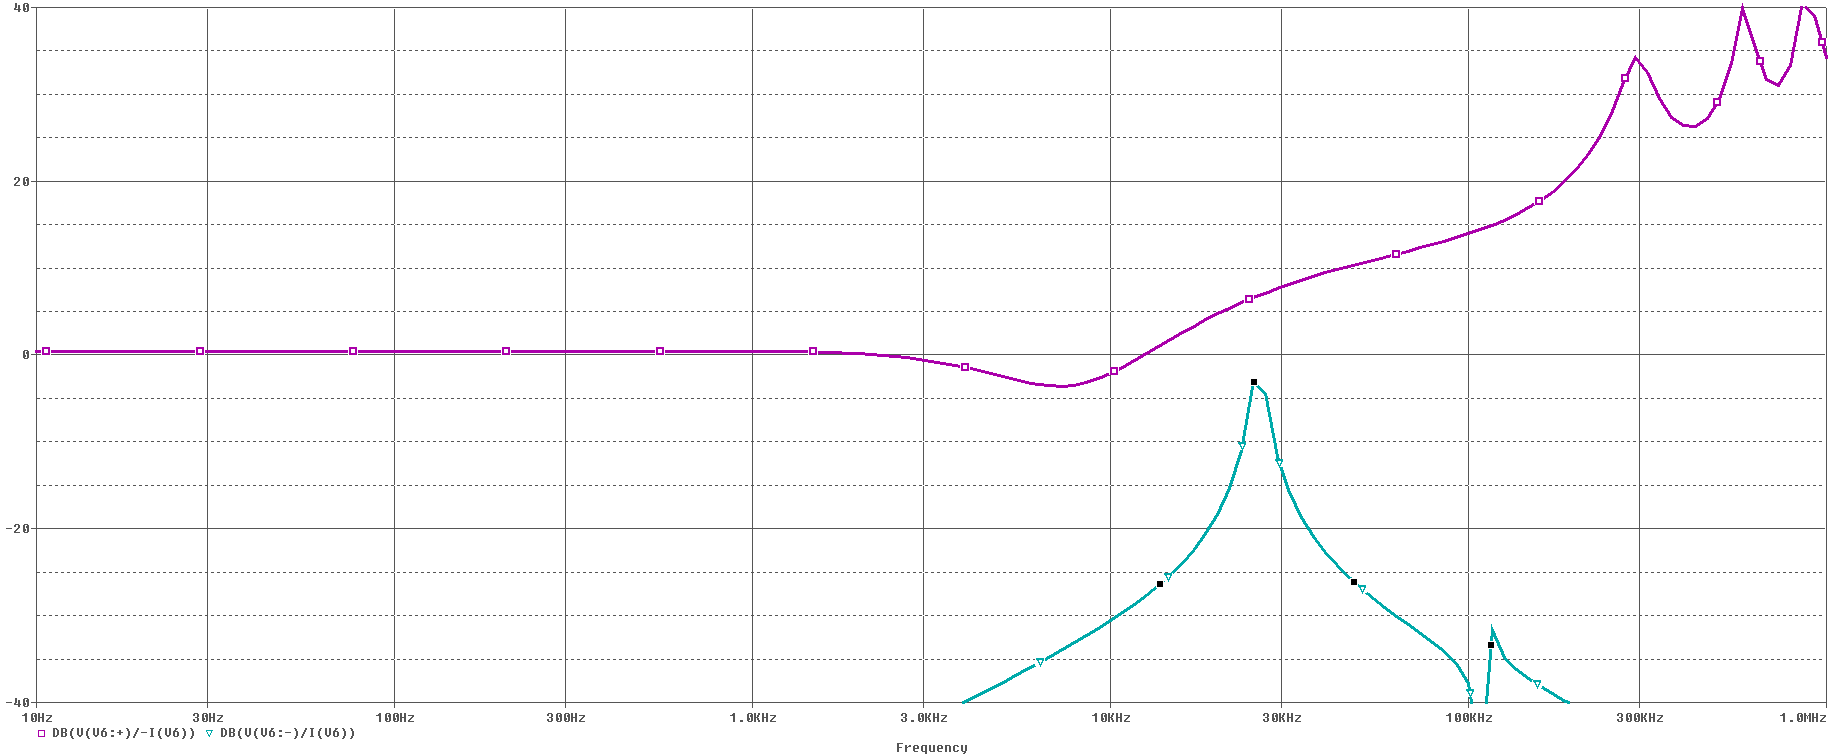 40
20
0
-20
-40
10Hz 30Hz 100Hz 300Hz 1.0KHz 3.0KHz 10KHz 30KHz 100KHz 300KHz 1.0MHz
DB(V(V6:+)/-I(V6)) DB(V(V6:-)/I(V6))
Frequency